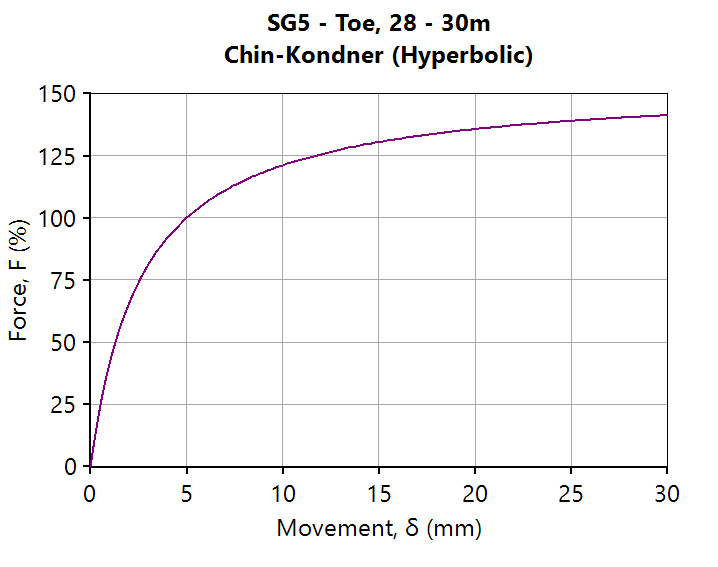 SG5 - Toe, 28 - 30m
Chin-Kondner (Hyperbolic)
150
125
100
75
50
25
0
Force, F (%)
0 5 10 15 20 25 30
Movement, δ (mm)